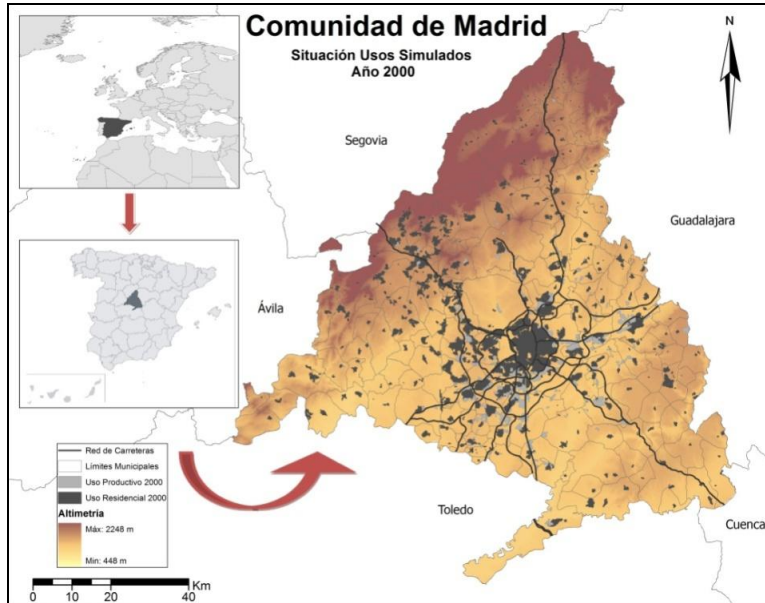 Comunidad de Madrid
Situación Usos Simulados
Año 2000
N
Segovia
Guadalajara
Ávila
Toledo
Cuenca
Red de Carreteras
Límites Municipales
Uso Productivo 2000
Uso Residencial 2000
Altimetría
Máx: 2248 m
Min: 448 m
0 10 20 40
Km